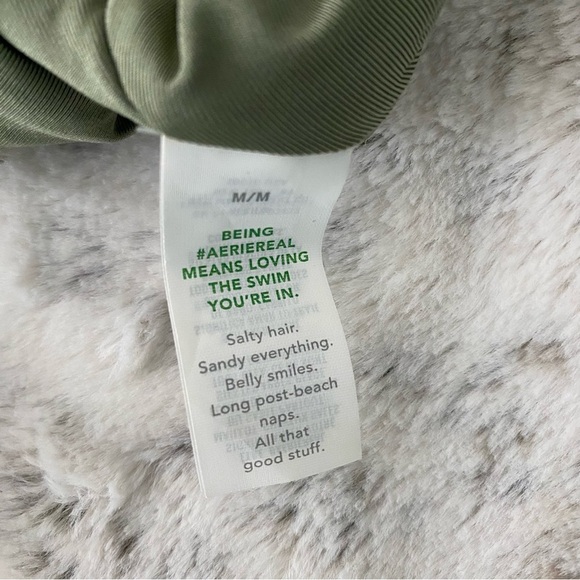 M/M
BEING
#AERIEREAL
MEANS LOVING
THE SWIM
YOU'RE IN.
Salty hair.
Sandy everything.
Belly smiles.
Long post-beach
naps.
All that
good stuff.